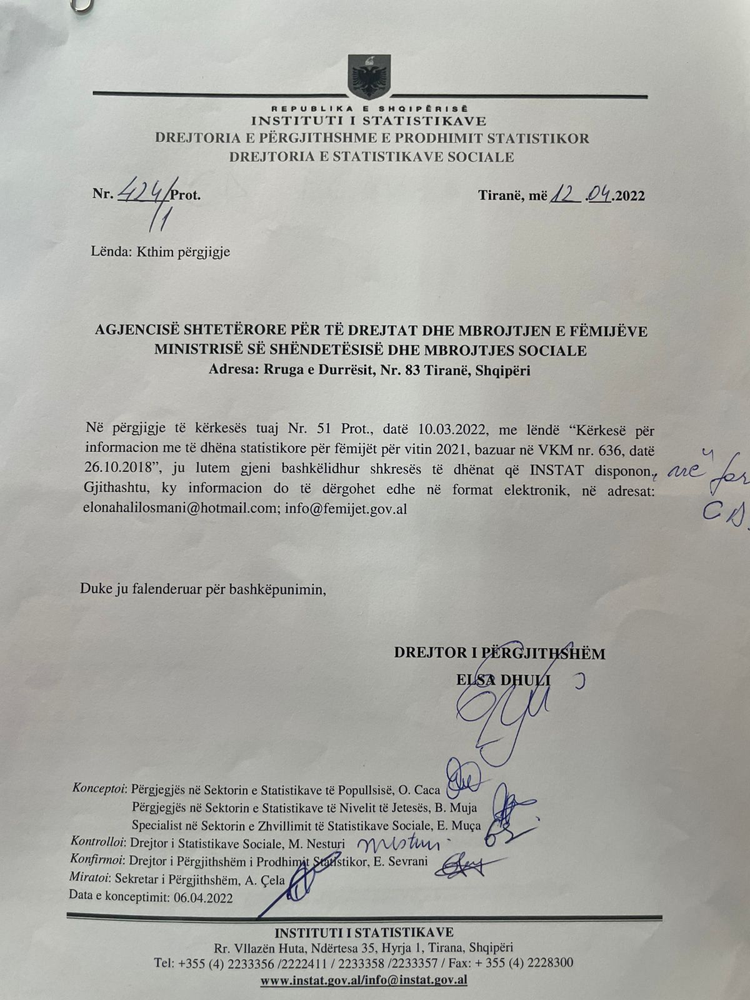 REPUBLIKA E SHQIPËRISË
INSTITUTI I STATISTIKAVE
DREJTORIA E PËRGJITHSHME E PRODHIMIT STATISTIKOR
DREJTORIA E STATISTIKAVE SOCIALE
Nr. 424/1 Prot. Tiranë, më 12.04.2022
Lënda: Kthim përgjigje
AGJENCISË SHTETËRORE PËR TË DREJTAT DHE MBROJTJEN E FËMIJËVE
MINISTRISË SË SHËNDETËSISË DHE MBROJTJES SOCIALE
Adresa: Rruga e Durrësit, Nr. 83 Tiranë, Shqipëri
Në përgjigje të kërkesës tuaj Nr. 51 Prot., datë 10.03.2022, me lëndë “Kërkesë për
informacion me të dhëna statistikore për fëmijët për vitin 2021, bazuar në VKM nr. 636, datë
26.10.2018”, ju lutem gjeni bashkëlidhur shkresës të dhënat që INSTAT disponon, në for
Gjithashtu, ky informacion do të dërgohet edhe në format elektronik, në adresat:
elonahalilosmani@hotmail.com; info@femijet.gov.al CD.
Duke ju falenderuar për bashkëpunimin,
DREJTOR I PËRGJITHSHËM
ELSA DHULI
Konceptoi: Përgjegjës në Sektorin e Statistikave të Popullsisë, O. Caca
Përgjegjës në Sektorin e Statistikave të Nivelit të Jetesës, B. Muja
Specialist në Sektorin e Zhvillimit të Statistikave Sociale, E. Muça
Kontrolloi: Drejtor i Statistikave Sociale, M. Nesturi
Konfirmoi: Drejtor i Përgjithshëm i Prodhimit Statistikor, E. Sevrani
Miratoi: Sekretar i Përgjithshëm, A. Çela
Data e konceptimit: 06.04.2022
INSTITUTI I STATISTIKAVE
Rr. Vllazën Huta, Ndërtesa 35, Hyrja 1, Tirana, Shqipëri
Tel: +355 (4) 2233356 /2222411 / 2233358 /2233357 / Fax: + 355 (4) 2228300
www.instat.gov.al/info@instat.gov.al